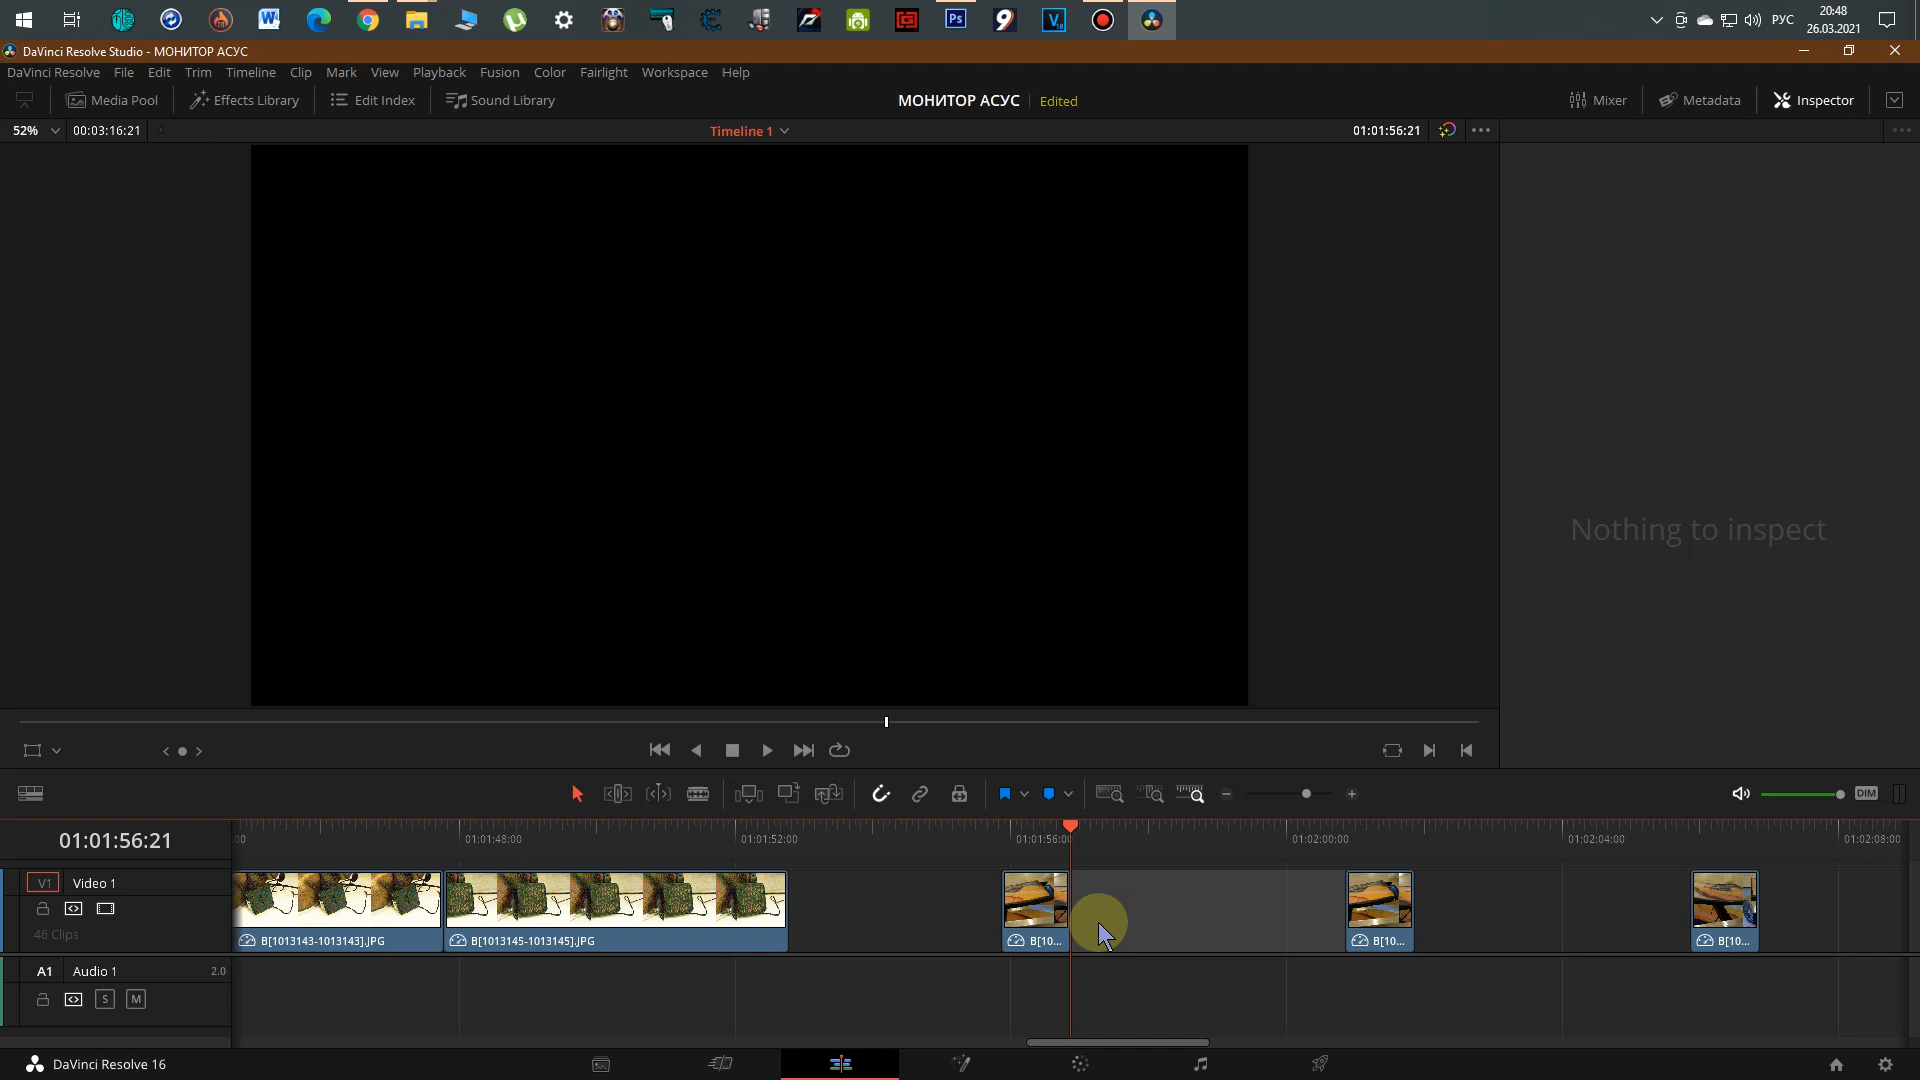 20:48
РУС
26.03.2021
DaVinci Resolve Studio - МОНИТОР АСУС
DaVinci Resolve File Edit Trim Timeline Clip Mark View Playback Fusion Color Fairlight Workspace Help
Media Pool Effects Library Edit Index Sound Library МОНИТОР АСУС Edited Mixer Metadata Inspector
52% 00:03:16:21 Timeline 1 01:01:56:21
Nothing to inspect
DIM
01:01:56:21 00 01:01:48:00 01:01:52:00 01:01:56:00 01:02:00:00 01:02:04:00 01:02:08:00
V1 Video 1
46 Clips
B[1013143-1013143].JPG B[1013145-1013145].JPG B[10... B[10... B[10...
A1 Audio 1 2.0
S M
DaVinci Resolve 16